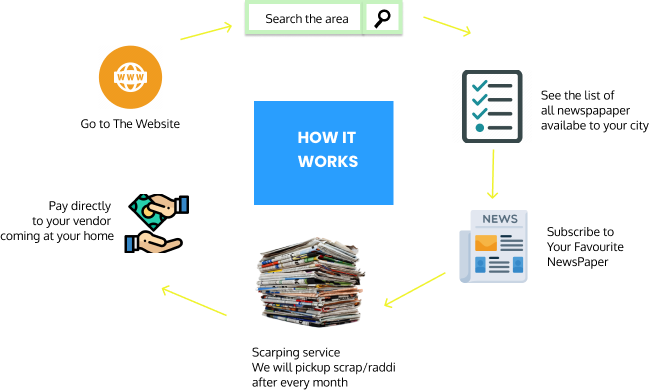 Search the area
WWW
Go to The Website
HOW IT
WORKS
See the list of
all newspapaper
availabe to your city
NEWS
Subscribe to
Your Favourite
NewsPaper
Pay directly
to your vendor
coming at your home
Scarping service
We will pickup scrap/raddi
after every month